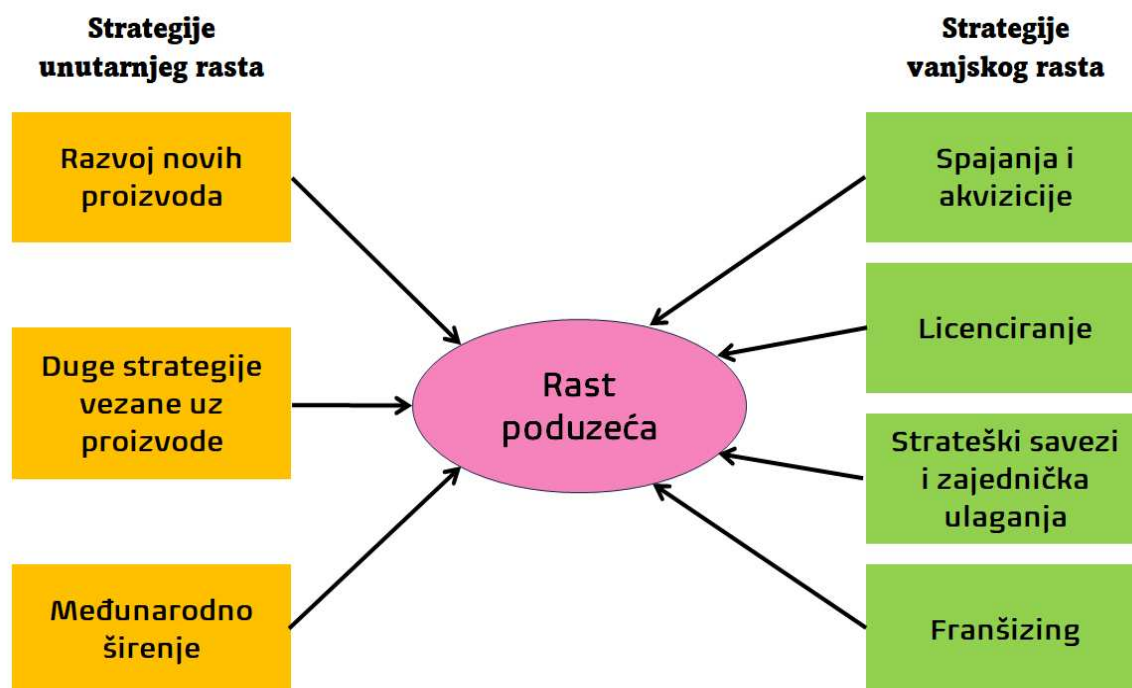 Strategije
unutarnjeg rasta
Razvoj novih
proizvoda
Duge strategije
vezane uz
proizvode
Međunarodno
širenje
Rast
poduzeća
Strategije
vanjskog rasta
Spajanja i
akvizicije
Licenciranje
Strateški savezi
i zajednička
ulaganja
Franšizing